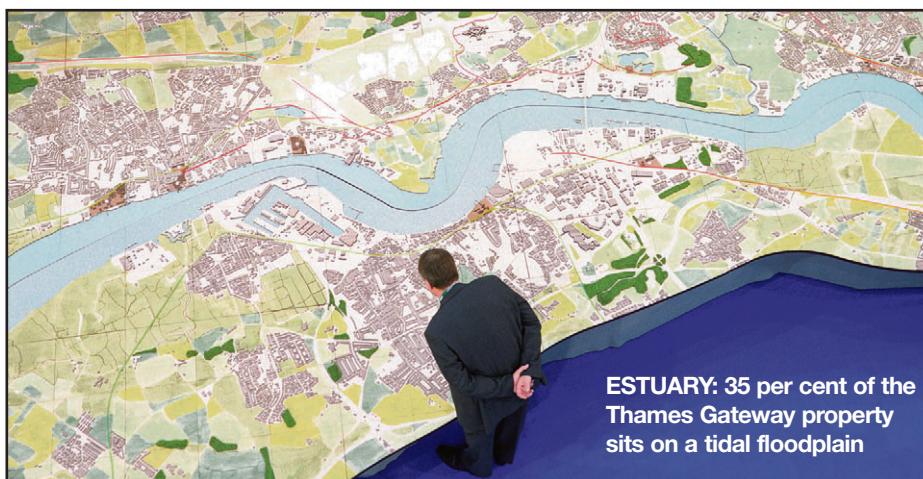 ESTUARY: 35 per cent of the
Thames Gateway property
sits on a tidal floodplain